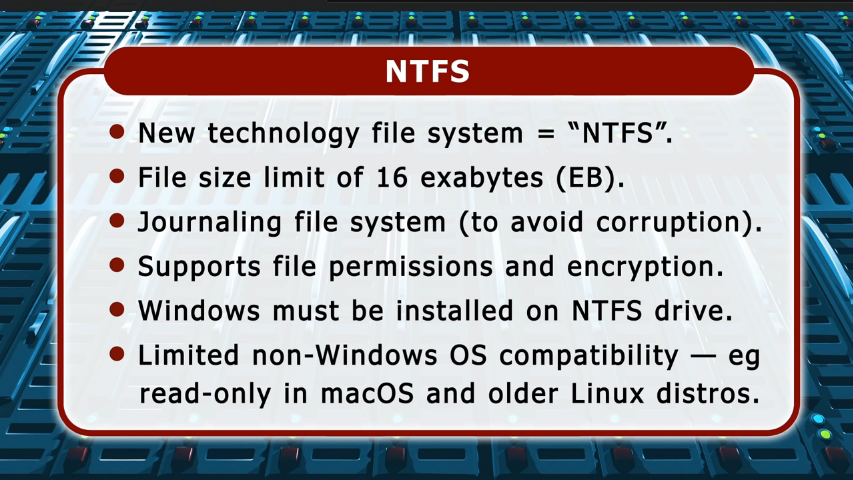 NTFS
● New technology file system = “NTFS”.
● File size limit of 16 exabytes (EB).
● Journaling file system (to avoid corruption).
● Supports file permissions and encryption.
● Windows must be installed on NTFS drive.
● Limited non-Windows OS compatibility — eg
read-only in macOS and older Linux distros.